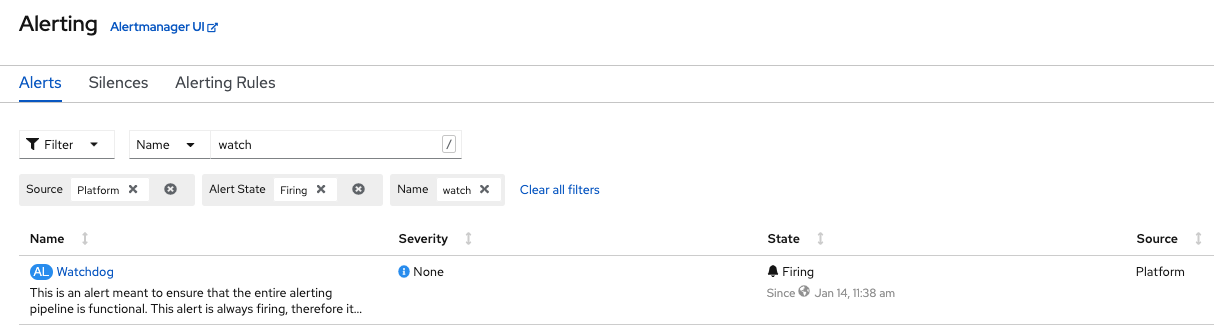 Alerting Alertmanager UI
Alerts Silences Alerting Rules
Filter Name watch /
Source Platform Alert State Firing Name watch Clear all filters
Name Severity State Source
AL Watchdog None Firing Platform
This is an alert meant to ensure that the entire alerting Since Jan 14, 11:38 am
pipeline is functional. This alert is always firing, therefore it...